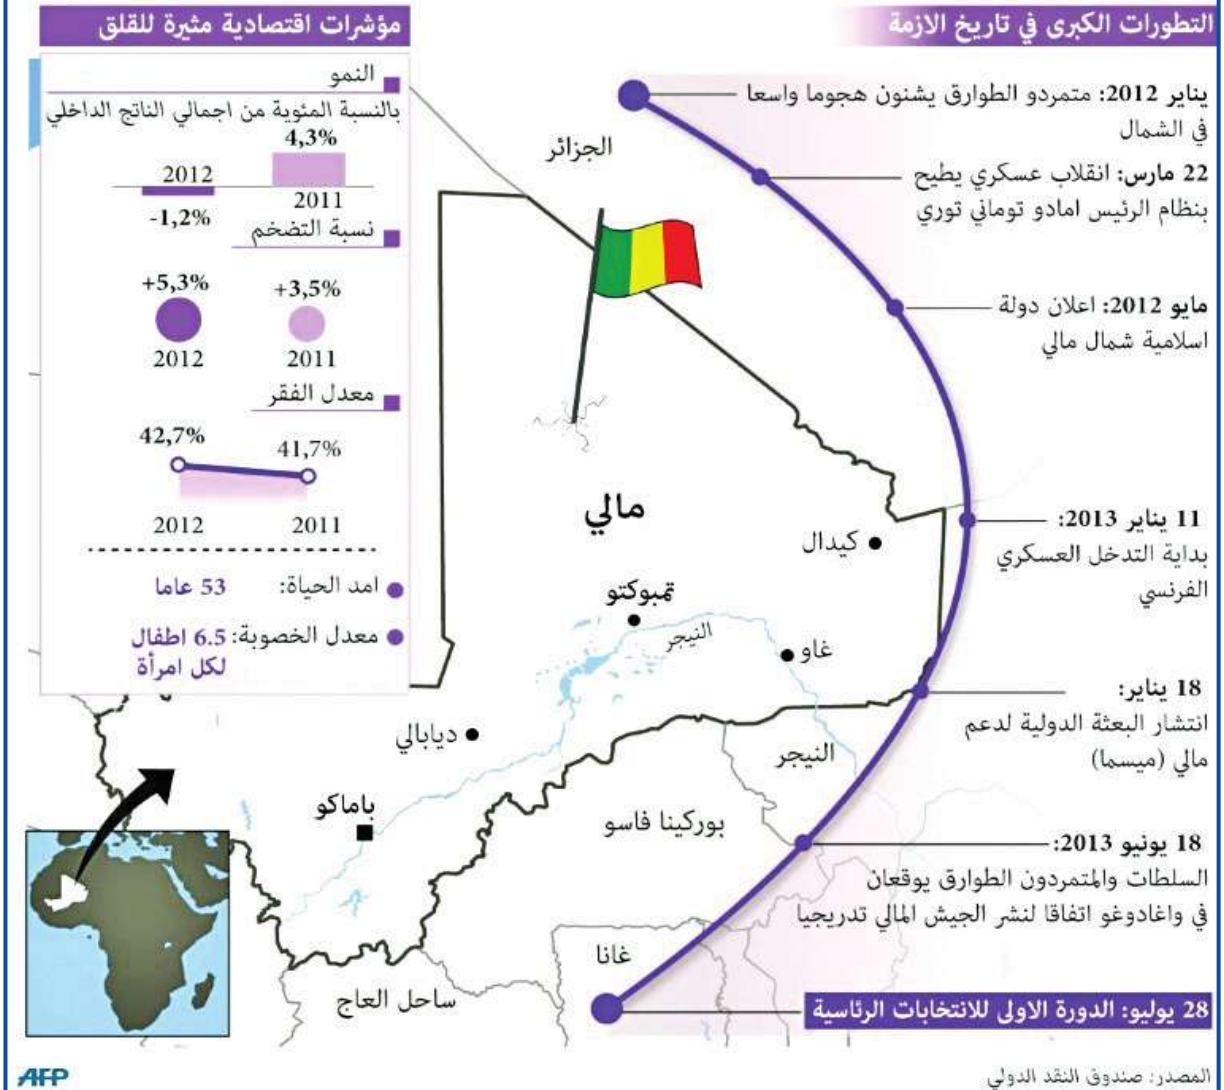 التطورات الكبرى في تاريخ الازمة
يناير 2012: متمردو الطوارق يشنون هجوما واسعا
في الشمال
22 مارس: انقلاب عسكري يطيح
بنظام الرئيس امادو توماني توري
مايو 2012: اعلان دولة
اسلامية شمال مالي
11 يناير 2013:
بداية التدخل العسكري
الفرنسي
18 يناير:
انتشار البعثة الدولية لدعم
مالي (ميسما)
18 يونيو 2013:
السلطات والمتمردون الطوارق يوقعان
في واغادوغو اتفاقا لنشر الجيش المالي تدريجيا
28 يوليو: الدورة الاولى للانتخابات الرئاسية
مؤشرات اقتصادية مثيرة للقلق
النمو
بالنسبة المئوية من اجمالي الناتج الداخلي
4,3%
2011
2012
-1,2%
نسبة التضخم
+3,5%
2011
+5,3%
2012
معدل الفقر
41,7%
2011
42,7%
2012
امد الحياة: 53 عاما
معدل الخصوبة: 6.5 اطفال
لكل امرأة
الجزائر
مالي
كيدال
تمبوكتو
النيجر
غاو
ديابالي
باماكو
النيجر
بوركينا فاسو
غانا
ساحل العاج
المصدر: صندوق النقد الدولي
AFP